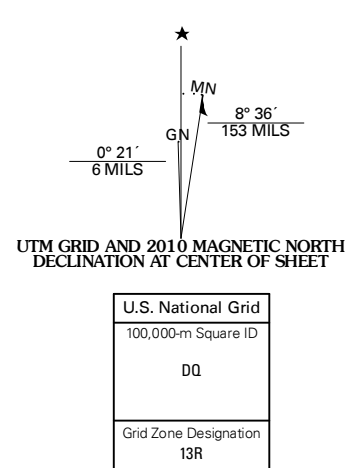 ★
MN
8° 36´
153 MILS
GN
0° 21´
6 MILS
UTM GRID AND 2010 MAGNETIC NORTH
DECLINATION AT CENTER OF SHEET
U.S. National Grid
100,000-m Square ID
DQ
Grid Zone Designation
13R